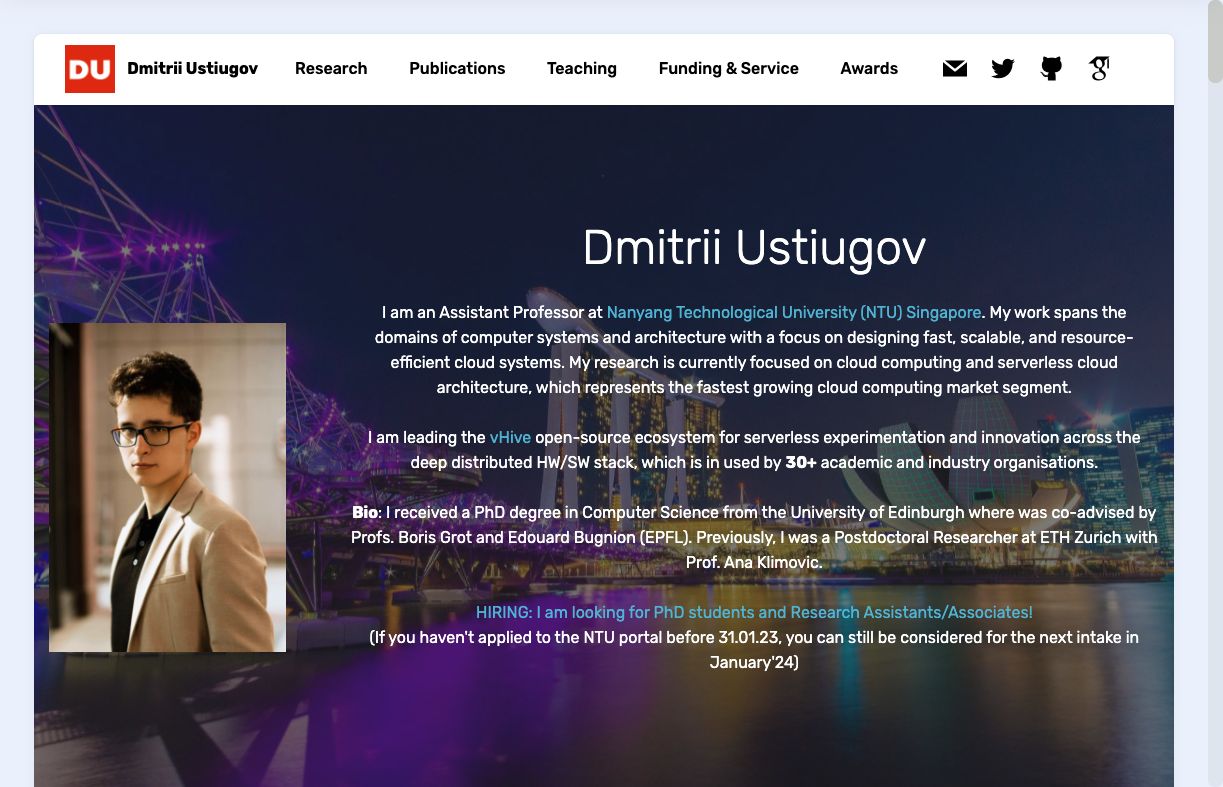 DU Dmitrii Ustiugov Research Publications Teaching Funding & Service Awards
Dmitrii Ustiugov
I am an Assistant Professor at Nanyang Technological University (NTU) Singapore. My work spans the
domains of computer systems and architecture with a focus on designing fast, scalable, and resource-
efficient cloud systems. My research is currently focused on cloud computing and serverless cloud
architecture, which represents the fastest growing cloud computing market segment.
I am leading the vHive open-source ecosystem for serverless experimentation and innovation across the
deep distributed HW/SW stack, which is in used by 30+ academic and industry organisations.
Bio: I received a PhD degree in Computer Science from the University of Edinburgh where was co-advised by
Profs. Boris Grot and Edouard Bugnion (EPFL). Previously, I was a Postdoctoral Researcher at ETH Zurich with
Prof. Ana Klimovic.
HIRING: I am looking for PhD students and Research Assistants/Associates!
(If you haven't applied to the NTU portal before 31.01.23, you can still be considered for the next intake in
January'24)